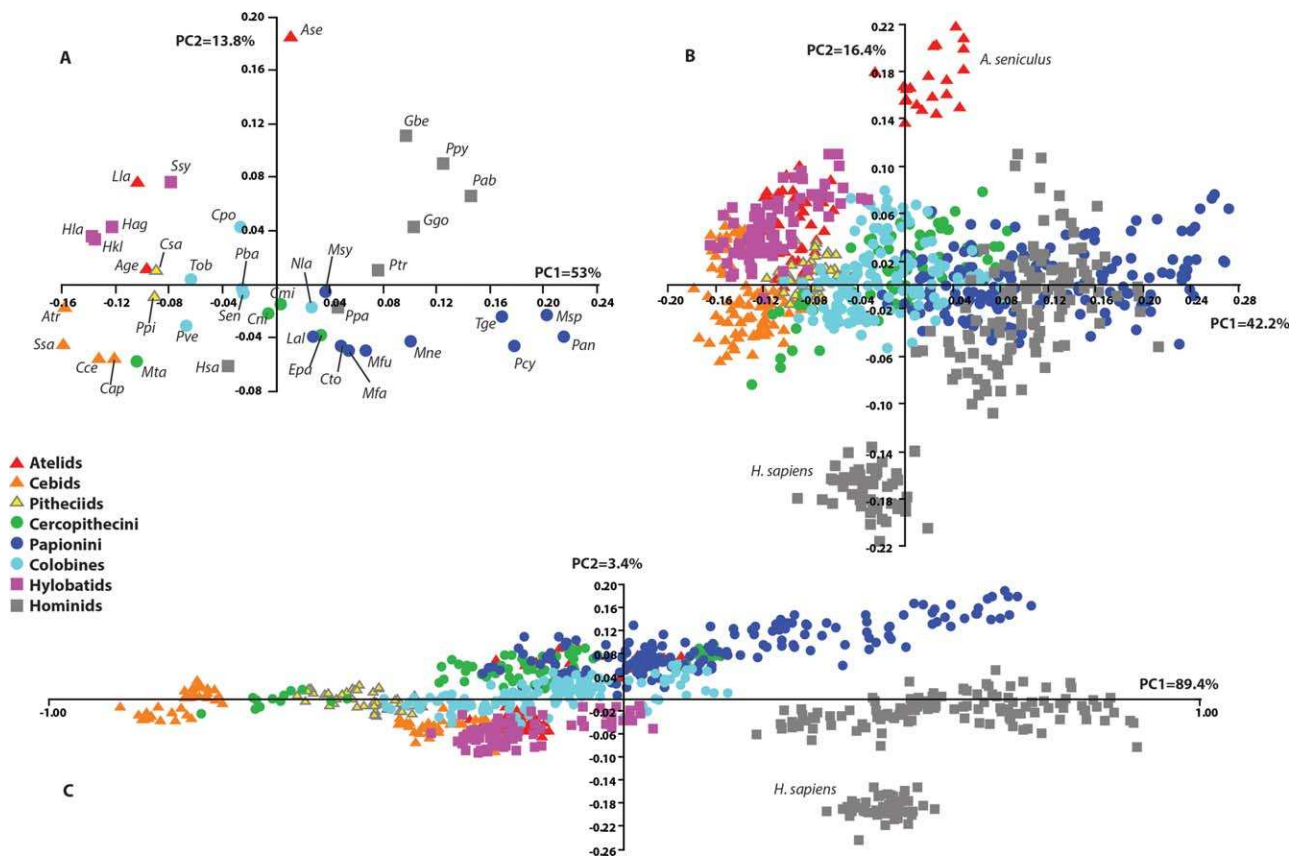 A
B
C
PC2=13.8%
PC1=53%
0.20
0.16
0.12
0.08
0.04
-0.04
-0.08
-0.16
-0.12
-0.08
-0.04
0.04
0.08
0.12
0.16
0.20
0.24
Ase
Gbe
Ppy
Pab
Ggo
Ptr
Lla
Ssy
Hag
Hla
Hkl
Csa
Age
Cpo
Tob
Pba
Nla
Msy
Cmi
Atr
Ppi
Sen
Cni
Pve
Ppa
Tge
Msp
Pan
Pcy
Ssa
Cce
Cap
Mta
Hsa
Lal
Epa
Cto
Mfa
Mfu
Mne
PC2=16.4%
PC1=42.2%
A. seniculus
H. sapiens
0.22
0.18
0.14
0.06
0.02
-0.06
-0.10
-0.14
-0.18
-0.22
-0.20
-0.16
-0.12
-0.08
-0.04
0.04
0.08
0.12
0.16
0.20
0.24
0.28
Atelids
Cebids
Pitheciids
Cercopithecini
Papionini
Colobines
Hylobatids
Hominids
PC2=3.4%
PC1=89.4%
-1.00
1.00
0.20
0.16
0.12
0.08
0.04
-0.02
-0.06
-0.10
-0.14
-0.18
-0.22
-0.26
H. sapiens